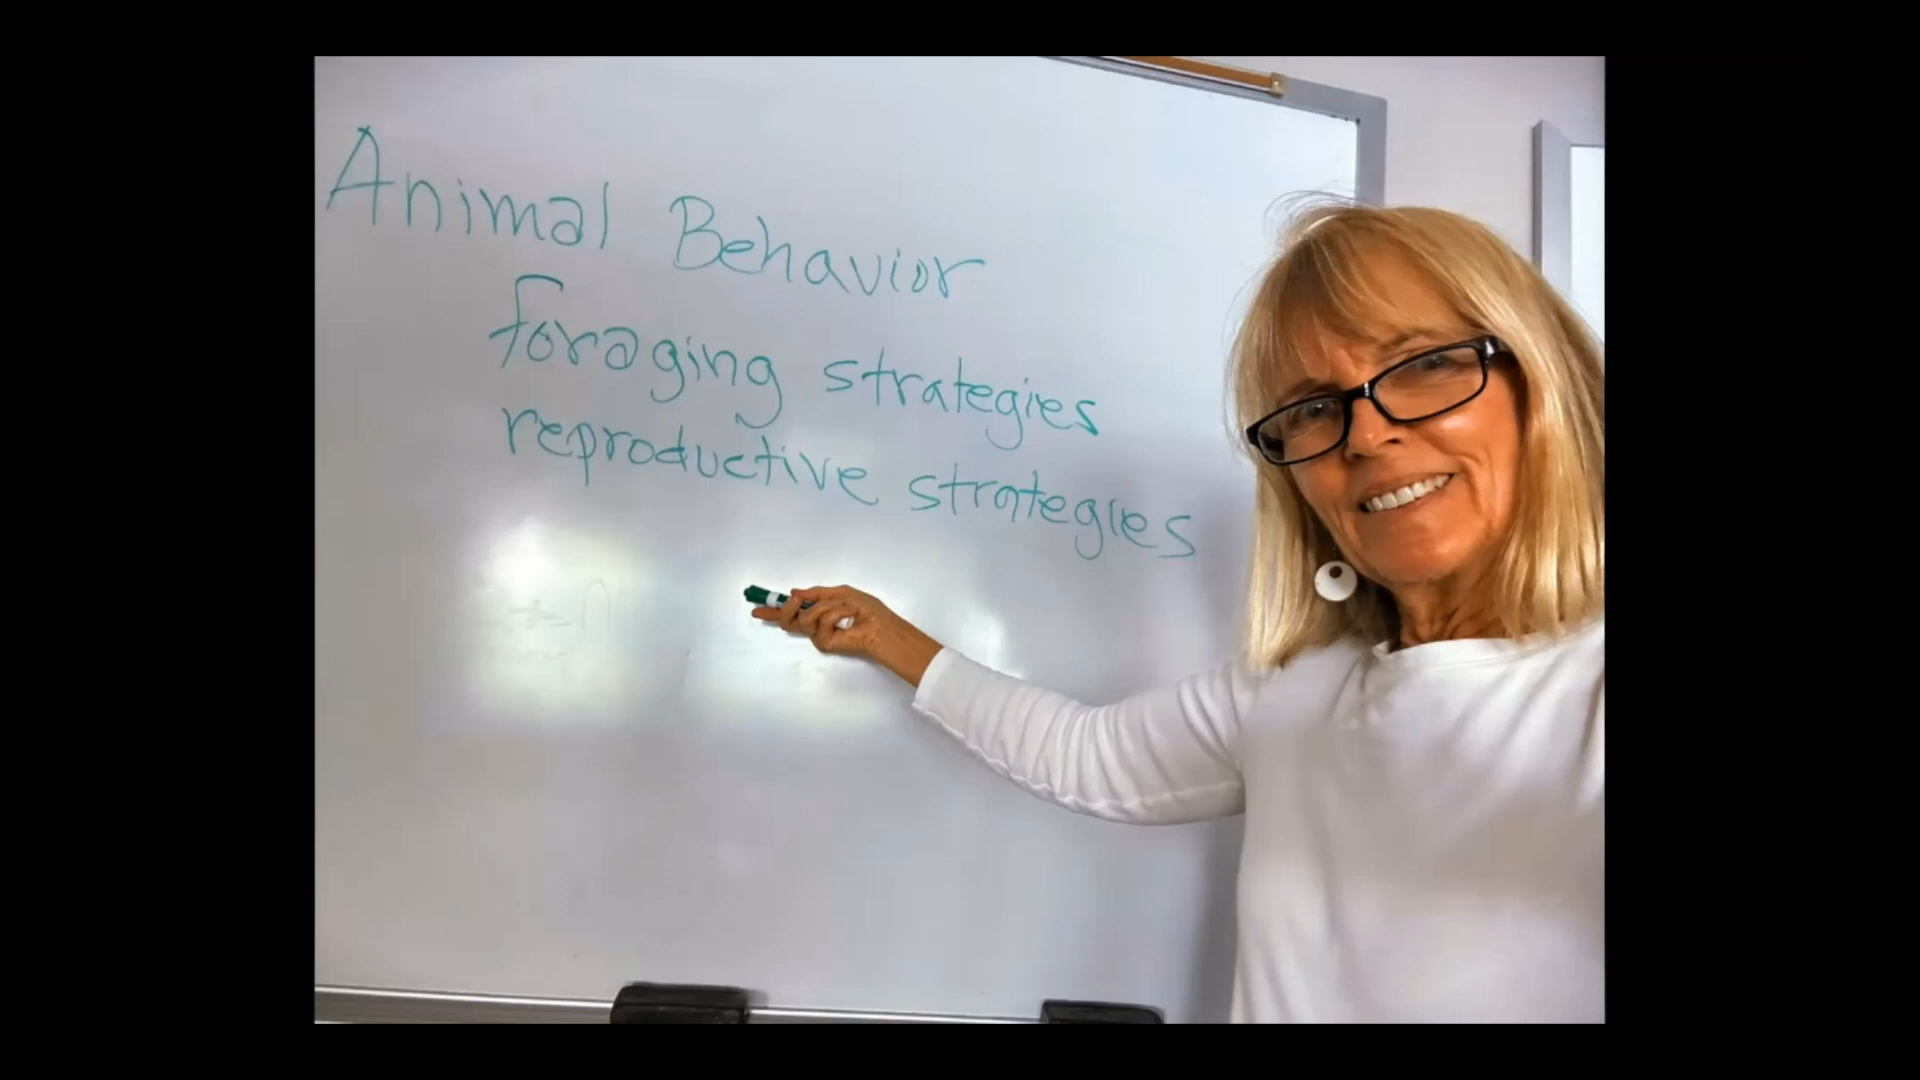 Animal Behavior
foraging strategies
reproductive strategies